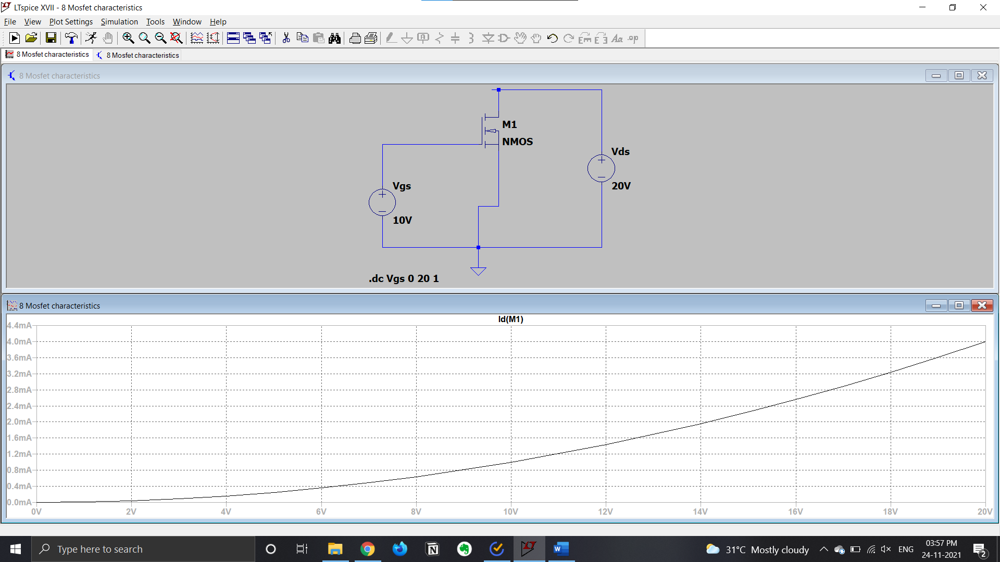 LTspice XVII - 8 Mosfet characteristics
File View Plot Settings Simulation Tools Window Help
8 Mosfet characteristics 8 Mosfet characteristics
8 Mosfet characteristics
M1
NMOS
Vds
20V
Vgs
10V
.dc Vgs 0 20 1
8 Mosfet characteristics
Id(M1)
4.4mA
4.0mA
3.6mA
3.2mA
2.8mA
2.4mA
2.0mA
1.6mA
1.2mA
0.8mA
0.4mA
0.0mA
0V 2V 4V 6V 8V 10V 12V 14V 16V 18V 20V
Type here to search
31°C Mostly cloudy
ENG
03:57 PM
24-11-2021
2